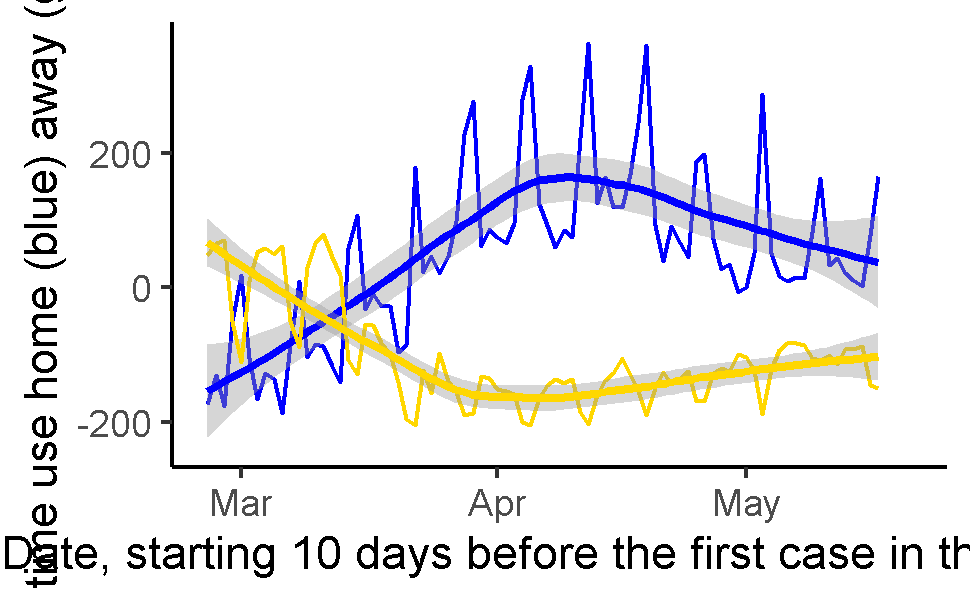 time use home (blue) away (
200
0
-200
Mar Apr May
Date, starting 10 days before the first case in th